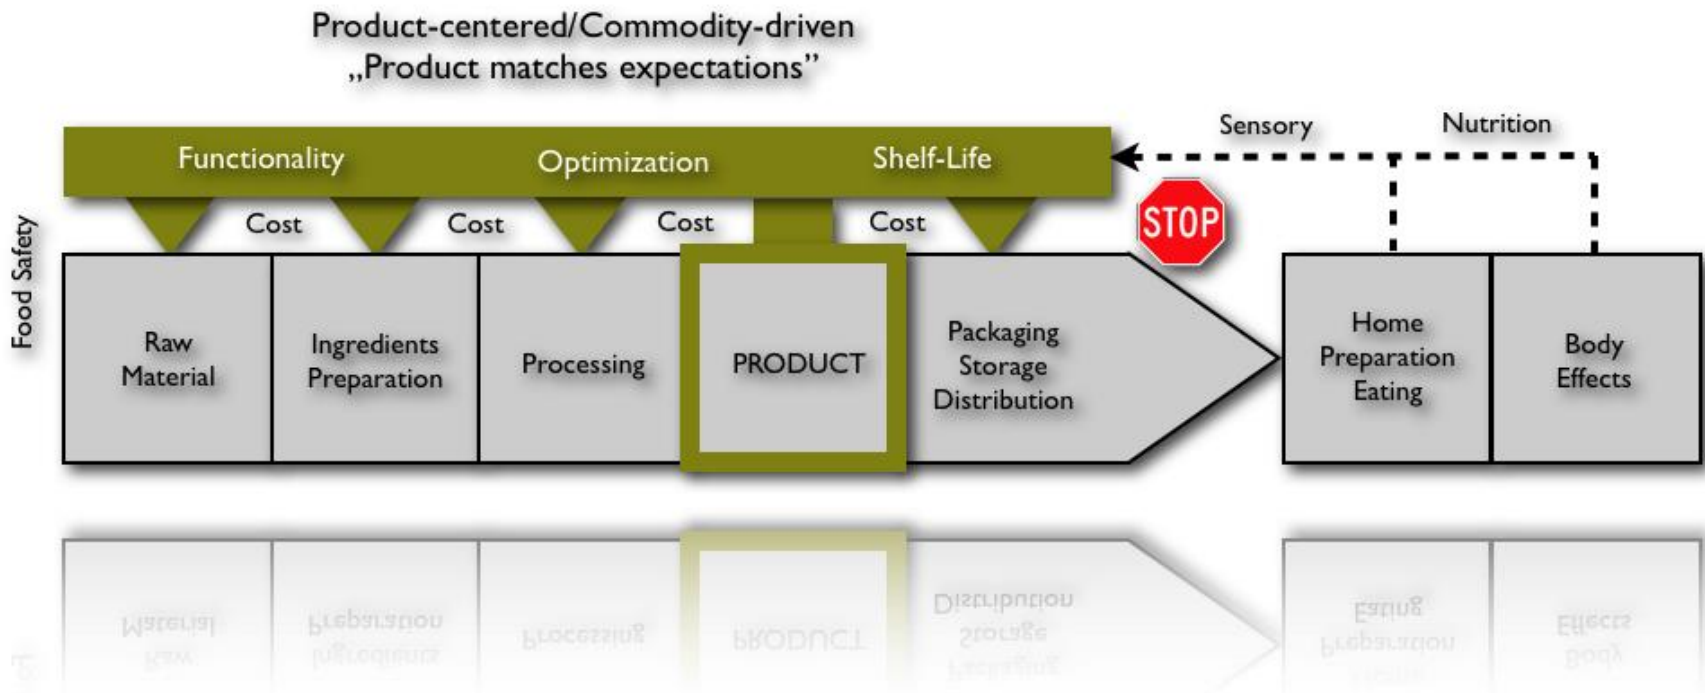 Product-centered/Commodity-driven
„Product matches expectations”
Sensory
Nutrition
Functionality
Optimization
Shelf-Life
STOP
Cost
Cost
Cost
Cost
Food Safety
Raw
Material
Ingredients
Preparation
Processing
PRODUCT
Packaging
Storage
Distribution
Home
Preparation
Eating
Body
Effects